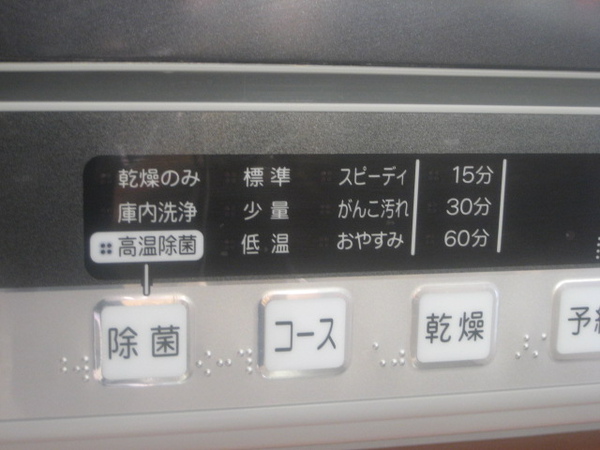 乾燥のみ 標準 スピーディ 15分
庫内洗浄 少量 がんこ汚れ 30分
高温除菌 低温 おやすみ 60分
除菌 コース 乾燥 予